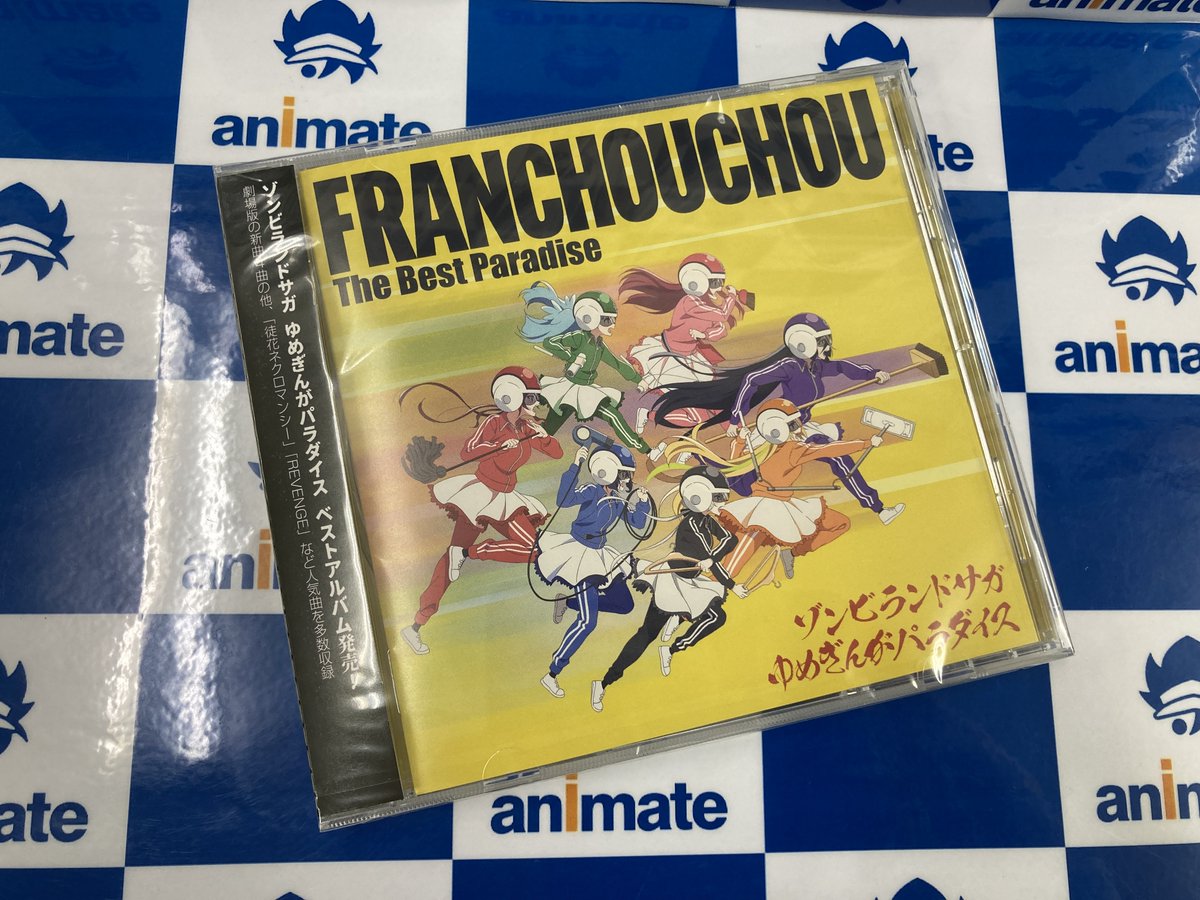 animate
animate
animate
FRANCHOUCHOU
The Best Paradise
ゾンビランドサガ ゆめぎんがパラダイス ベストアルバム発売!
劇場版の新曲4曲の他、「徒花ネクロマンシー」「REVENGE」など人気曲を多数収録
animate
animate
ani
ゾンビランドサガ
ゆめぎんがパラダイス
animate
animate
animate